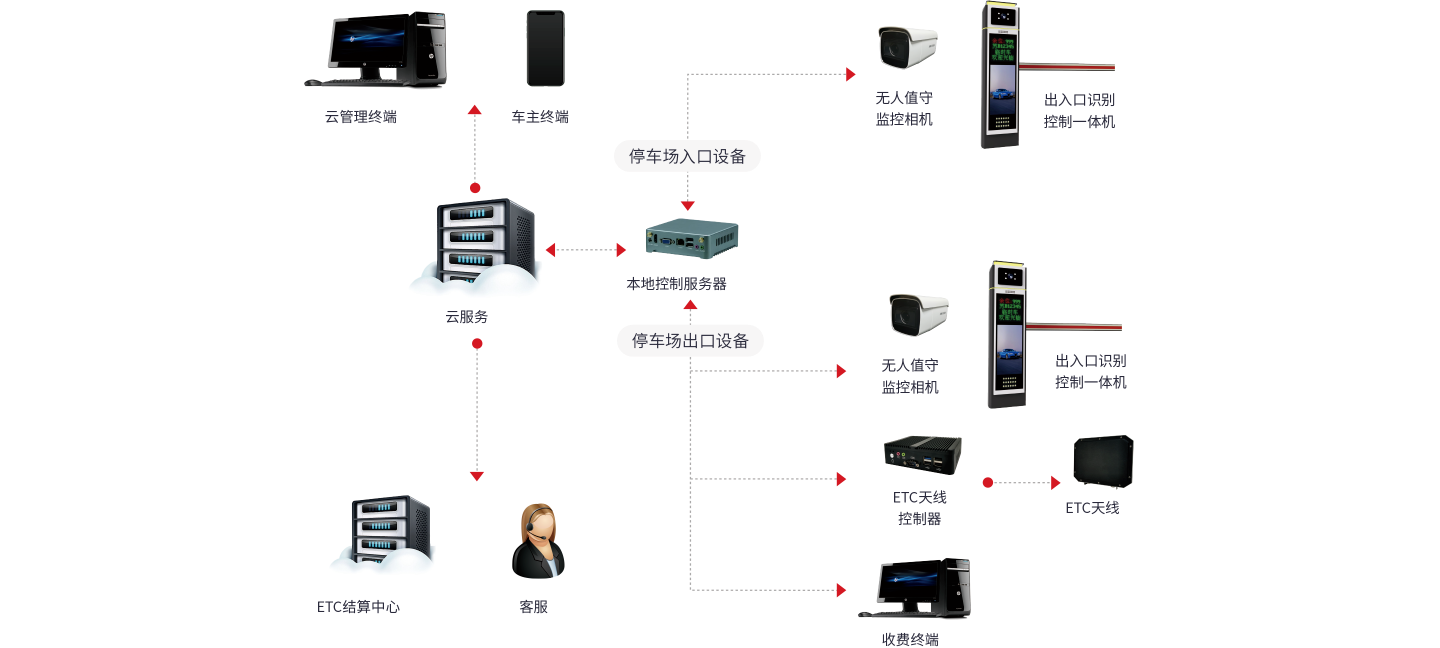 云管理终端
车主终端
无人值守
监控相机
出入口识别
控制一体机
停车场入口设备
本地控制服务器
云服务
停车场出口设备
无人值守
监控相机
出入口识别
控制一体机
ETC天线
控制器
ETC天线
ETC结算中心
客服
收费终端